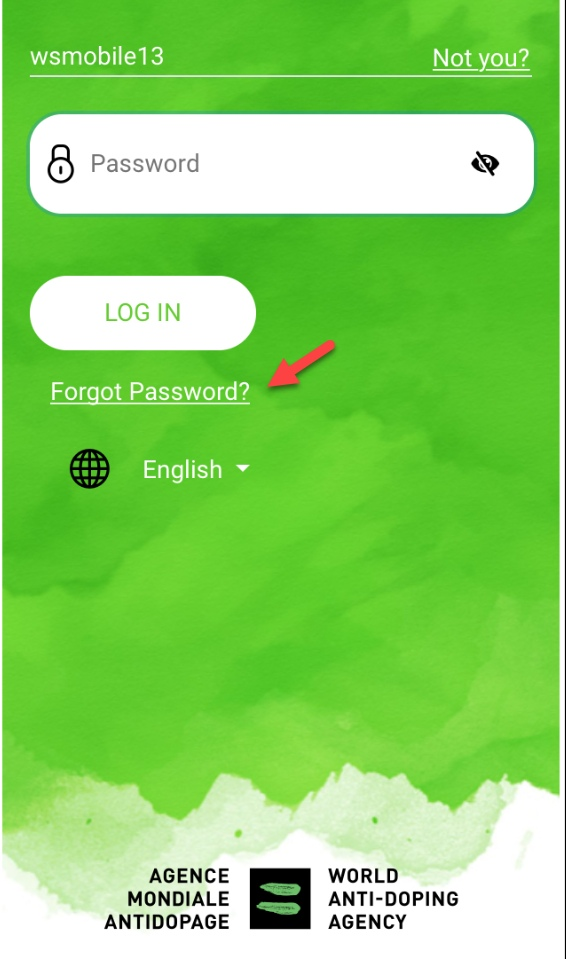 wsmobile13
Not you?
Password
LOG IN
Forgot Password?
English
AGENCE
MONDIALE
ANTIDOPAGE
WORLD
ANTI-DOPING
AGENCY